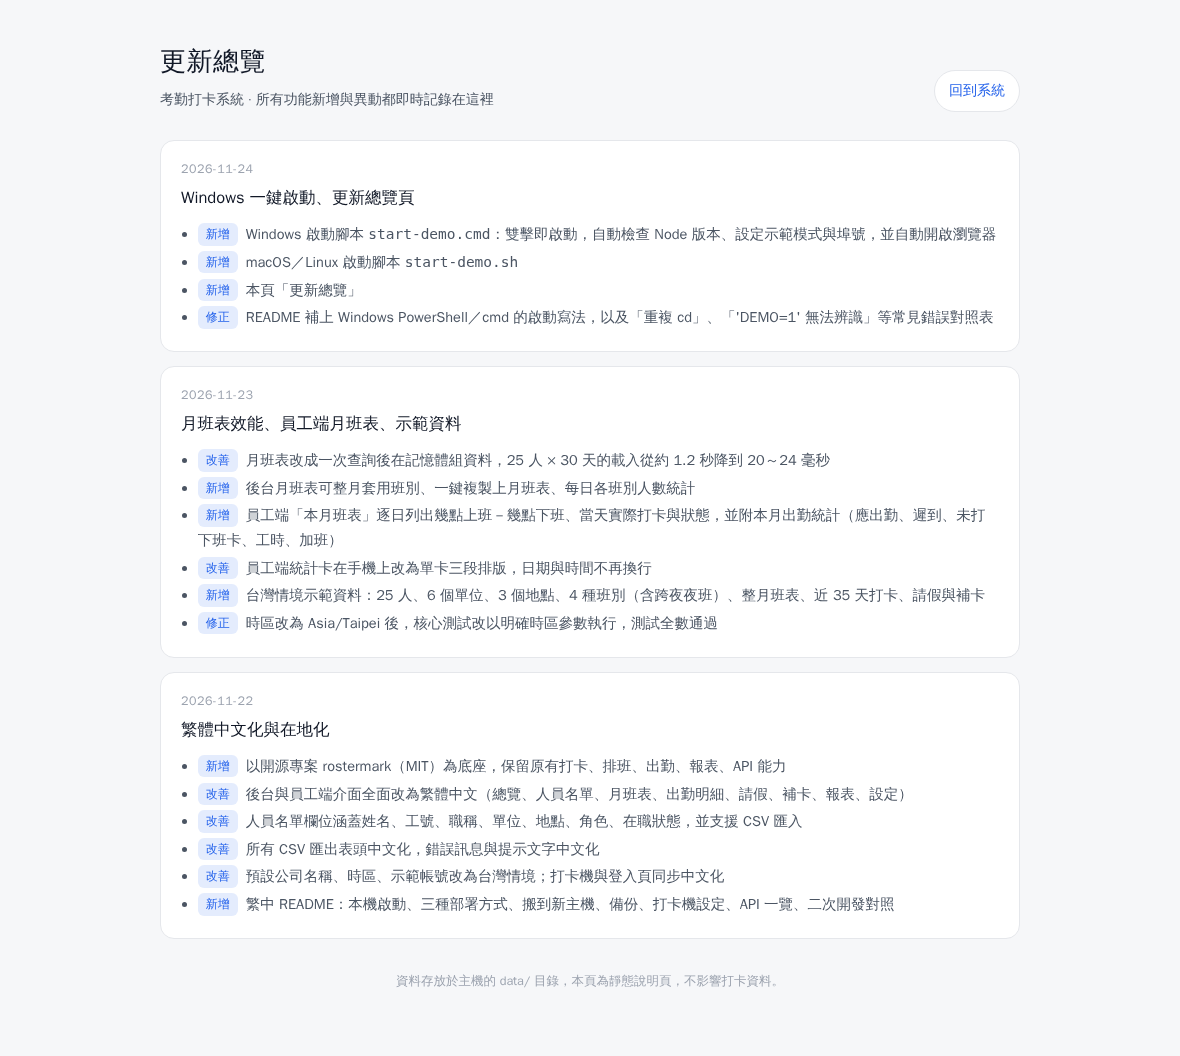 更新總覽
考勤打卡系統 · 所有功能新增與異動都即時記錄在這裡
回到系統
2026-11-24
Windows 一鍵啟動、更新總覽頁
新增 Windows 啟動腳本 start-demo.cmd：雙擊即啟動，自動檢查 Node 版本、設定示範模式與埠號，並自動開啟瀏覽器
新增 macOS／Linux 啟動腳本 start-demo.sh
新增 本頁「更新總覽」
修正 README 補上 Windows PowerShell／cmd 的啟動寫法，以及「重複 cd」、「'DEMO=1' 無法辨識」等常見錯誤對照表
2026-11-23
月班表效能、員工端月班表、示範資料
改善 月班表改成一次查詢後在記憶體組資料，25 人 × 30 天的載入從約 1.2 秒降到 20～24 毫秒
新增 後台月班表可整月套用班別、一鍵複製上月班表、每日各班別人數統計
新增 員工端「本月班表」逐日列出幾點上班－幾點下班、當天實際打卡與狀態，並附本月出勤統計（應出勤、遲到、未打
下班卡、工時、加班）
改善 員工端統計卡在手機上改為單卡三段排版，日期與時間不再換行
新增 台灣情境示範資料：25 人、6 個單位、3 個地點、4 種班別（含跨夜夜班）、整月班表、近 35 天打卡、請假與補卡
修正 時區改為 Asia/Taipei 後，核心測試改以明確時區參數執行，測試全數通過
2026-11-22
繁體中文化與在地化
新增 以開源專案 rostermark（MIT）為底座，保留原有打卡、排班、出勤、報表、API 能力
改善 後台與員工端介面全面改為繁體中文（總覽、人員名單、月班表、出勤明細、請假、補卡、報表、設定）
改善 人員名單欄位涵蓋姓名、工號、職稱、單位、地點、角色、在職狀態，並支援 CSV 匯入
改善 所有 CSV 匯出表頭中文化，錯誤訊息與提示文字中文化
改善 預設公司名稱、時區、示範帳號改為台灣情境；打卡機與登入頁同步中文化
新增 繁中 README：本機啟動、三種部署方式、搬到新主機、備份、打卡機設定、API 一覽、二次開發對照
資料存放於主機的 data/ 目錄，本頁為靜態說明頁，不影響打卡資料。